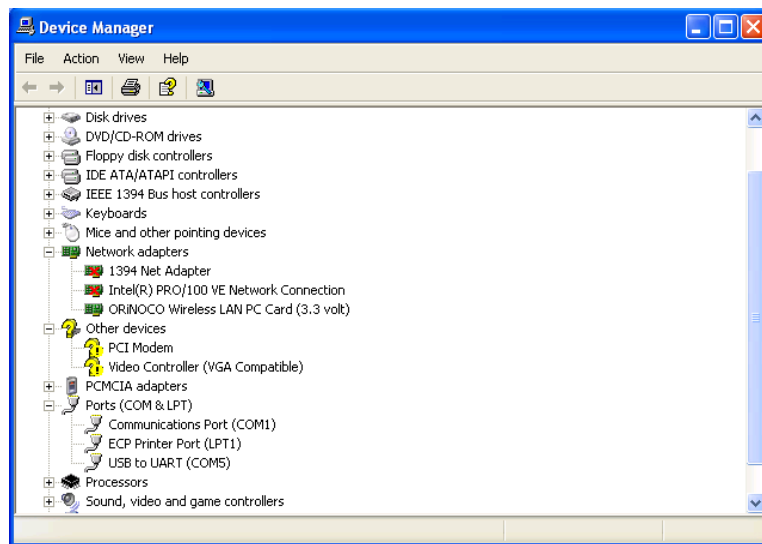 Device Manager
File Action View Help
Disk drives
DVD/CD-ROM drives
Floppy disk controllers
IDE ATA/ATAPI controllers
IEEE 1394 Bus host controllers
Keyboards
Mice and other pointing devices
Network adapters
1394 Net Adapter
Intel(R) PRO/100 VE Network Connection
ORiNOCO Wireless LAN PC Card (3.3 volt)
Other devices
PCI Modem
Video Controller (VGA Compatible)
PCMCIA adapters
Ports (COM & LPT)
Communications Port (COM1)
ECP Printer Port (LPT1)
USB to UART (COM5)
Processors
Sound, video and game controllers